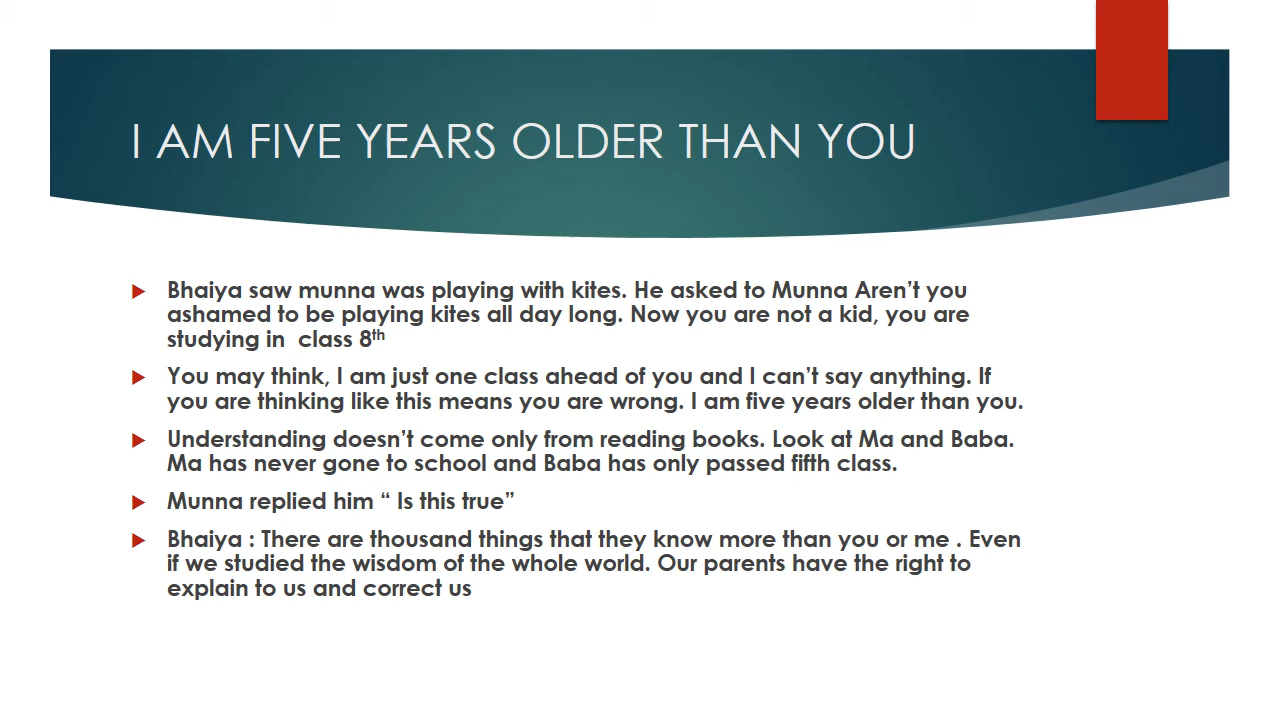 I AM FIVE YEARS OLDER THAN YOU
Bhaiya saw munna was playing with kites. He asked to Munna Aren’t you
ashamed to be playing kites all day long. Now you are not a kid, you are
studying in  class 8th
You may think, I am just one class ahead of you and I can’t say anything. If
you are thinking like this means you are wrong. I am five years older than you.
Understanding doesn’t come only from reading books. Look at Ma and Baba.
Ma has never gone to school and Baba has only passed fifth class.
Munna replied him “ Is this true”
Bhaiya : There are thousand things that they know more than you or me . Even
if we studied the wisdom of the whole world. Our parents have the right to
explain to us and correct us